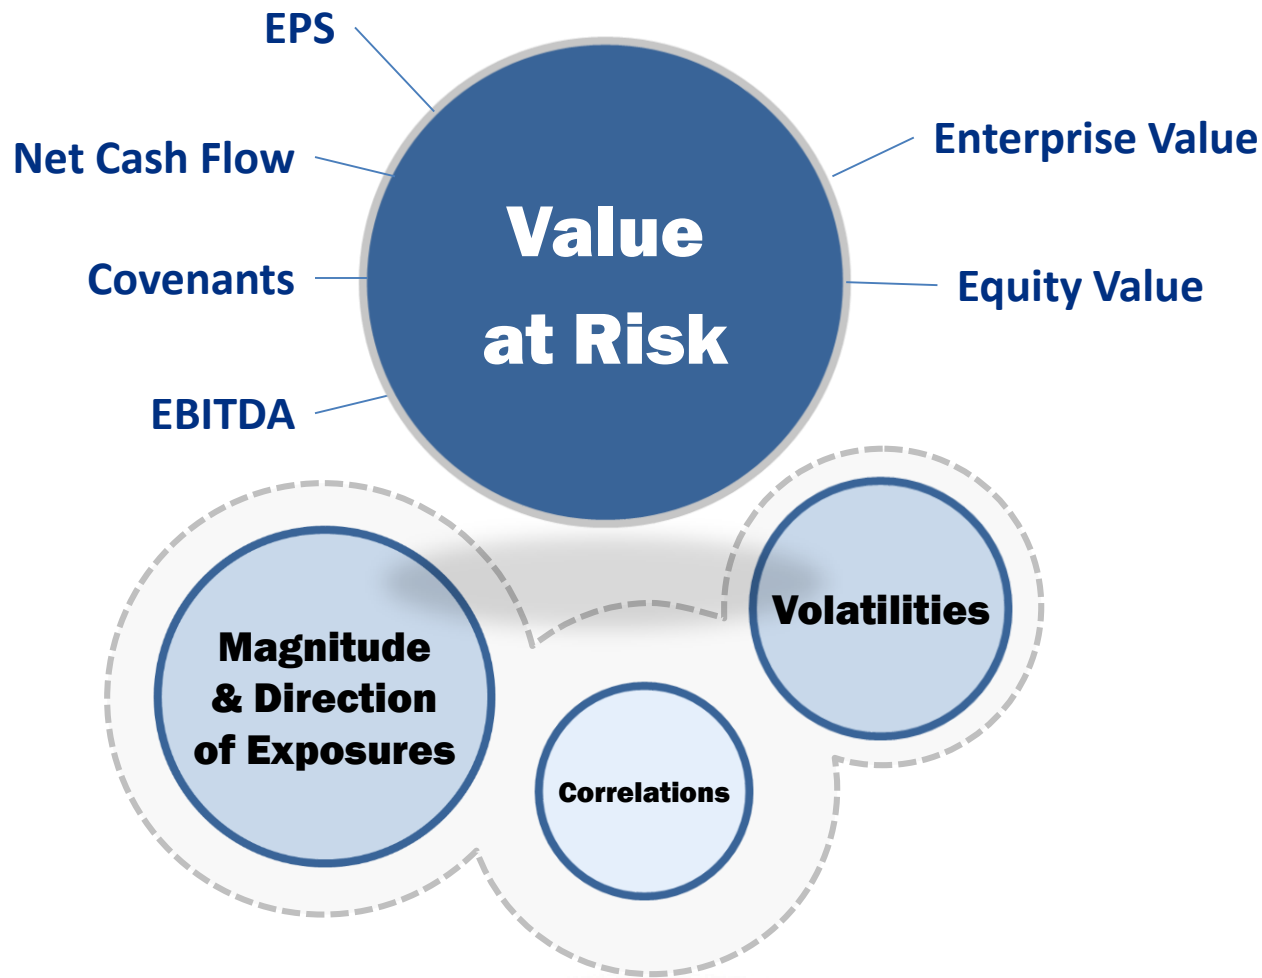 EPS
Net Cash Flow
Covenants
EBITDA
Value
at Risk
Enterprise Value
Equity Value
Magnitude
& Direction
of Exposures
Correlations
Volatilities